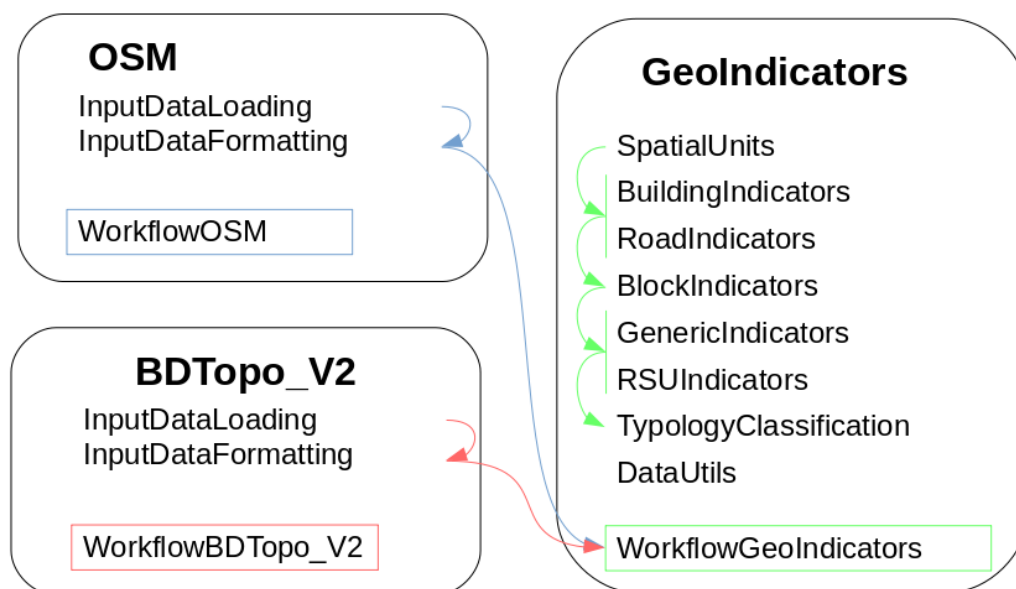 OSM
InputDataLoading
InputDataFormatting
WorkflowOSM
BDTopo_V2
InputDataLoading
InputDataFormatting
WorkflowBDTopo_V2
GeoIndicators
SpatialUnits
BuildingIndicators
RoadIndicators
BlockIndicators
GenericIndicators
RSUIndicators
TypologyClassification
DataUtils
WorkflowGeoIndicators